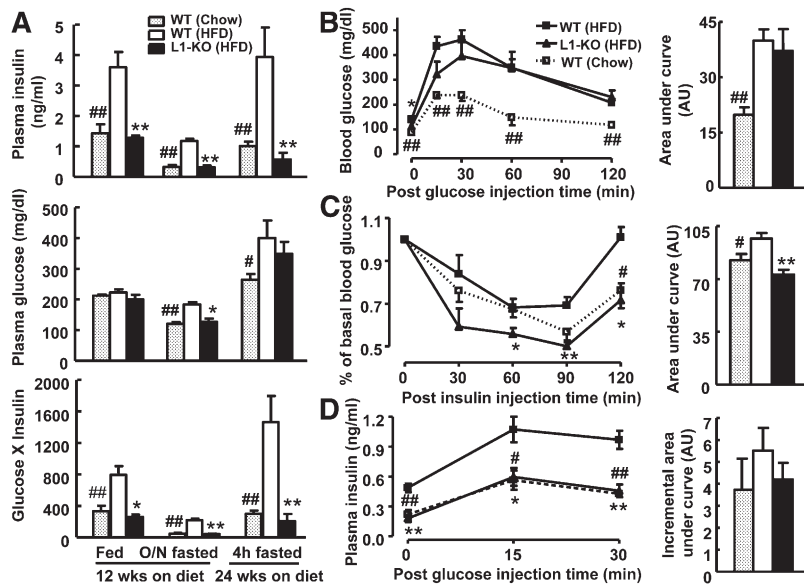 A
WT (Chow)
WT (HFD)
L1-KO (HFD)
Plasma insulin
(ng/ml)
5
4
3
2
1
0
##
**
##
**
##
**
Plasma glucose (mg/dl)
500
400
300
200
100
0
##
*
#
Glucose X Insulin
2000
1600
1200
800
400
0
##
*
##
**
##
**
Fed O/N fasted 4h fasted
12 wks on diet 24 wks on diet
B
WT (HFD)
L1-KO (HFD)
WT (Chow)
Blood glucose (mg/dl)
500
400
300
200
100
0
*
##
##
##
##
##
0 30 60 90 120
Post glucose injection time (min)
Area under curve
(AU)
45
30
15
0
##
C
% of basal blood glucose
1.1
0.9
0.7
0.5
*
**
#
*
0 30 60 90 120
Post insulin injection time (min)
Area under curve (AU)
105
70
35
0
#
**
D
Plasma insulin (ng/ml)
1.2
0.9
0.6
0.3
0.0
##
**
#
*
##
**
0 15 30
Post glucose injection time (min)
Incremental area
under curve (AU)
7
6
5
4
3
2
1
0